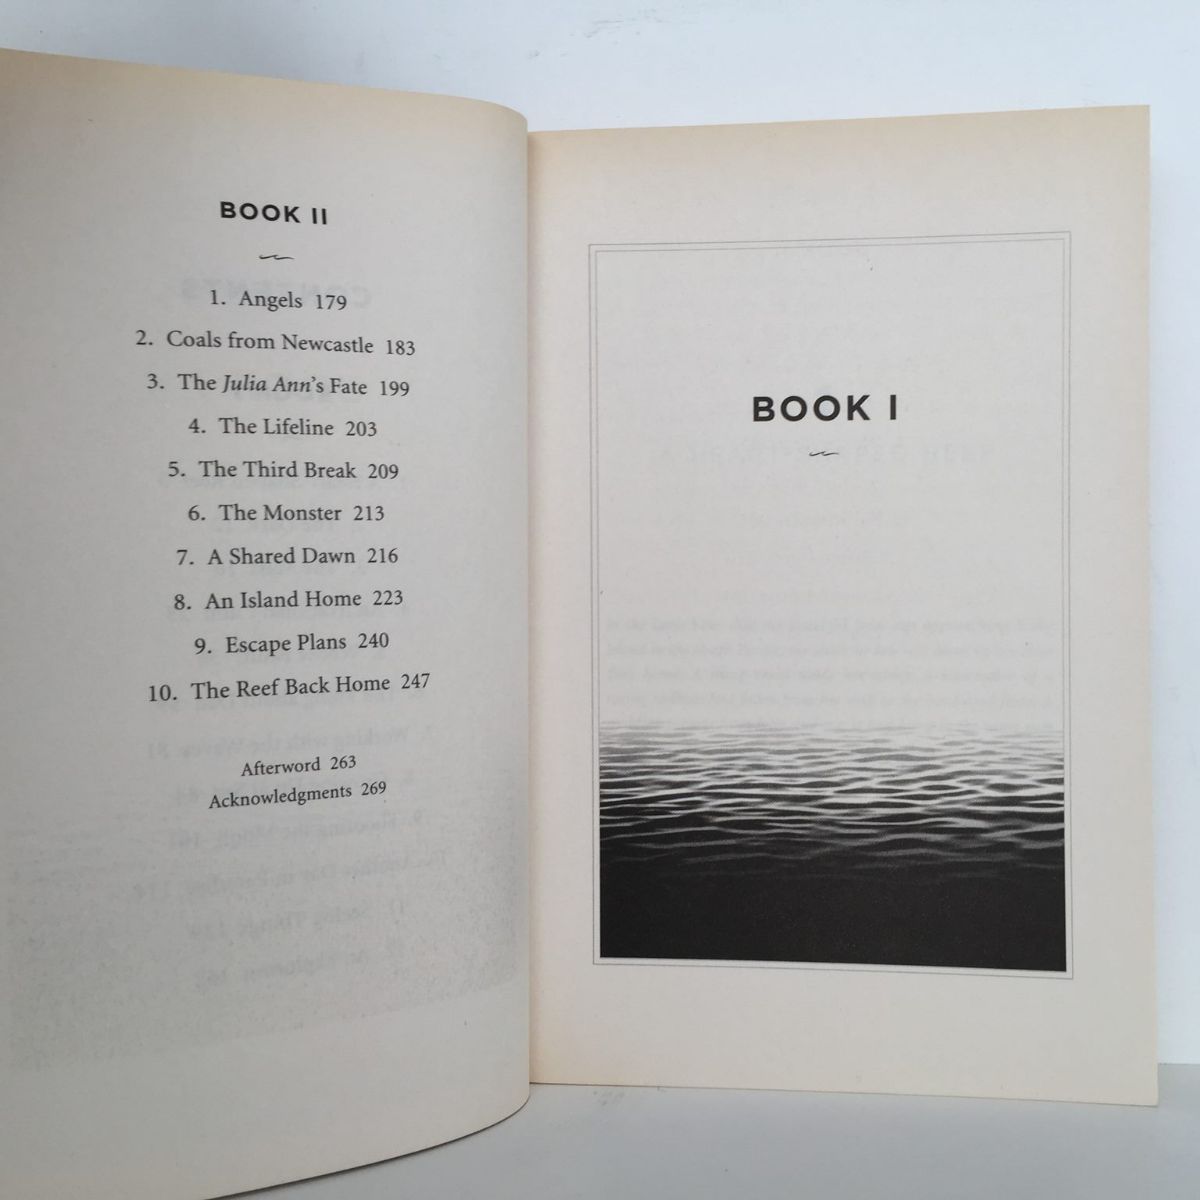 BOOK II
1. Angels 179
2. Coals from Newcastle 183
3. The Julia Ann's Fate 199
4. The Lifeline 203
5. The Third Break 209
6. The Monster 213
7. A Shared Dawn 216
8. An Island Home 223
9. Escape Plans 240
10. The Reef Back Home 247
Afterword 263
Acknowledgments 269
BOOK I